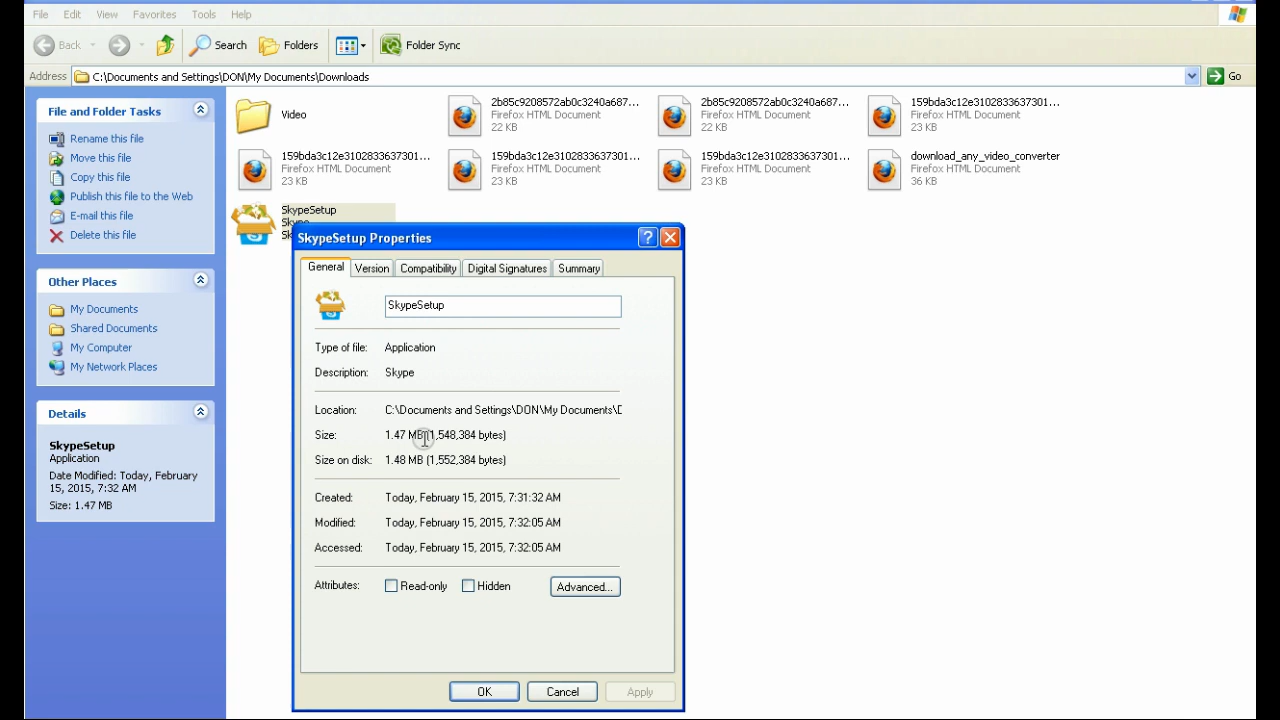 File Edit View Favorites Tools Help
Back Search Folders Folder Sync
Address C:\Documents and Settings\DON\My Documents\Downloads Go
File and Folder Tasks
Rename this file
Move this file
Copy this file
Publish this file to the Web
E-mail this file
Delete this file
Other Places
My Documents
Shared Documents
My Computer
My Network Places
Details
SkypeSetup
Application
Date Modified: Today, February
15, 2015, 7:32 AM
Size: 1.47 MB
Video
2b85c9208572ab0c3240a687...
Firefox HTML Document
22 KB
2b85c9208572ab0c3240a687...
Firefox HTML Document
22 KB
159bda3c12e3102833637301...
Firefox HTML Document
23 KB
159bda3c12e3102833637301...
Firefox HTML Document
23 KB
159bda3c12e3102833637301...
Firefox HTML Document
23 KB
159bda3c12e3102833637301...
Firefox HTML Document
23 KB
download_any_video_converter
Firefox HTML Document
36 KB
SkypeSetup
SkypeSetup Properties
General Version Compatibility Digital Signatures Summary
SkypeSetup
Type of file: Application
Description: Skype
Location: C:\Documents and Settings\DON\My Documents\D
Size: 1.47 MB (1,548,384 bytes)
Size on disk: 1.48 MB (1,552,384 bytes)
Created: Today, February 15, 2015, 7:31:32 AM
Modified: Today, February 15, 2015, 7:32:05 AM
Accessed: Today, February 15, 2015, 7:32:05 AM
Attributes: Read-only Hidden Advanced...
OK Cancel Apply